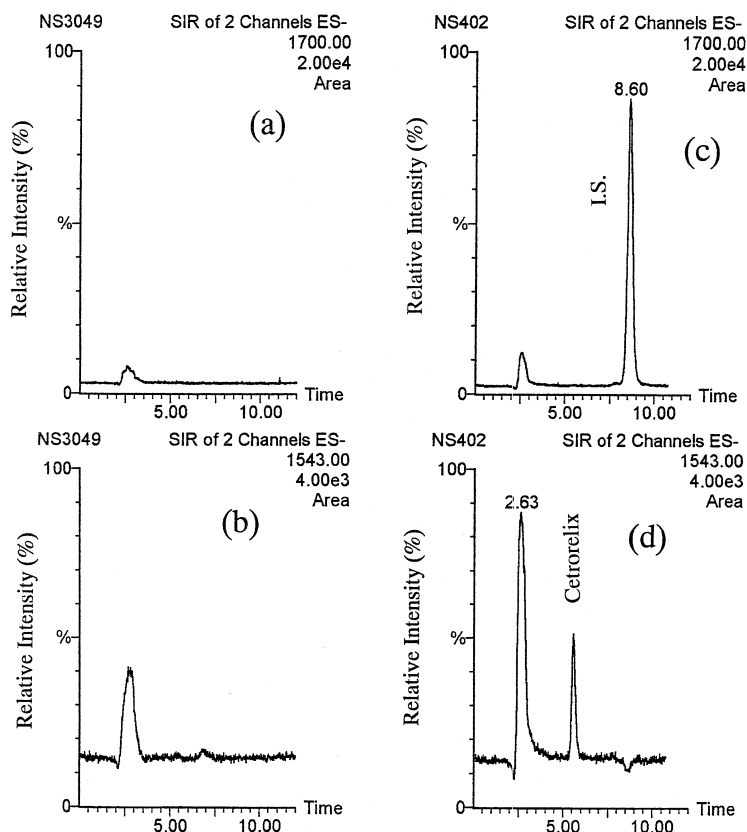 NS3049
SIR of 2 Channels ES-
1700.00
2.00e4
Area
100
(a)
Relative Intensity (%)
%
0
Time
5.00 10.00
NS402
SIR of 2 Channels ES-
1700.00
2.00e4
Area
100
8.60
(c)
I.S.
Relative Intensity (%)
%
0
Time
5.00 10.00
NS3049
SIR of 2 Channels ES-
1543.00
4.00e3
Area
100
(b)
Relative Intensity (%)
%
0
Time
5.00 10.00
NS402
SIR of 2 Channels ES-
1543.00
4.00e3
Area
100
2.63
Cetrorelix
(d)
Relative Intensity (%)
%
0
Time
5.00 10.00